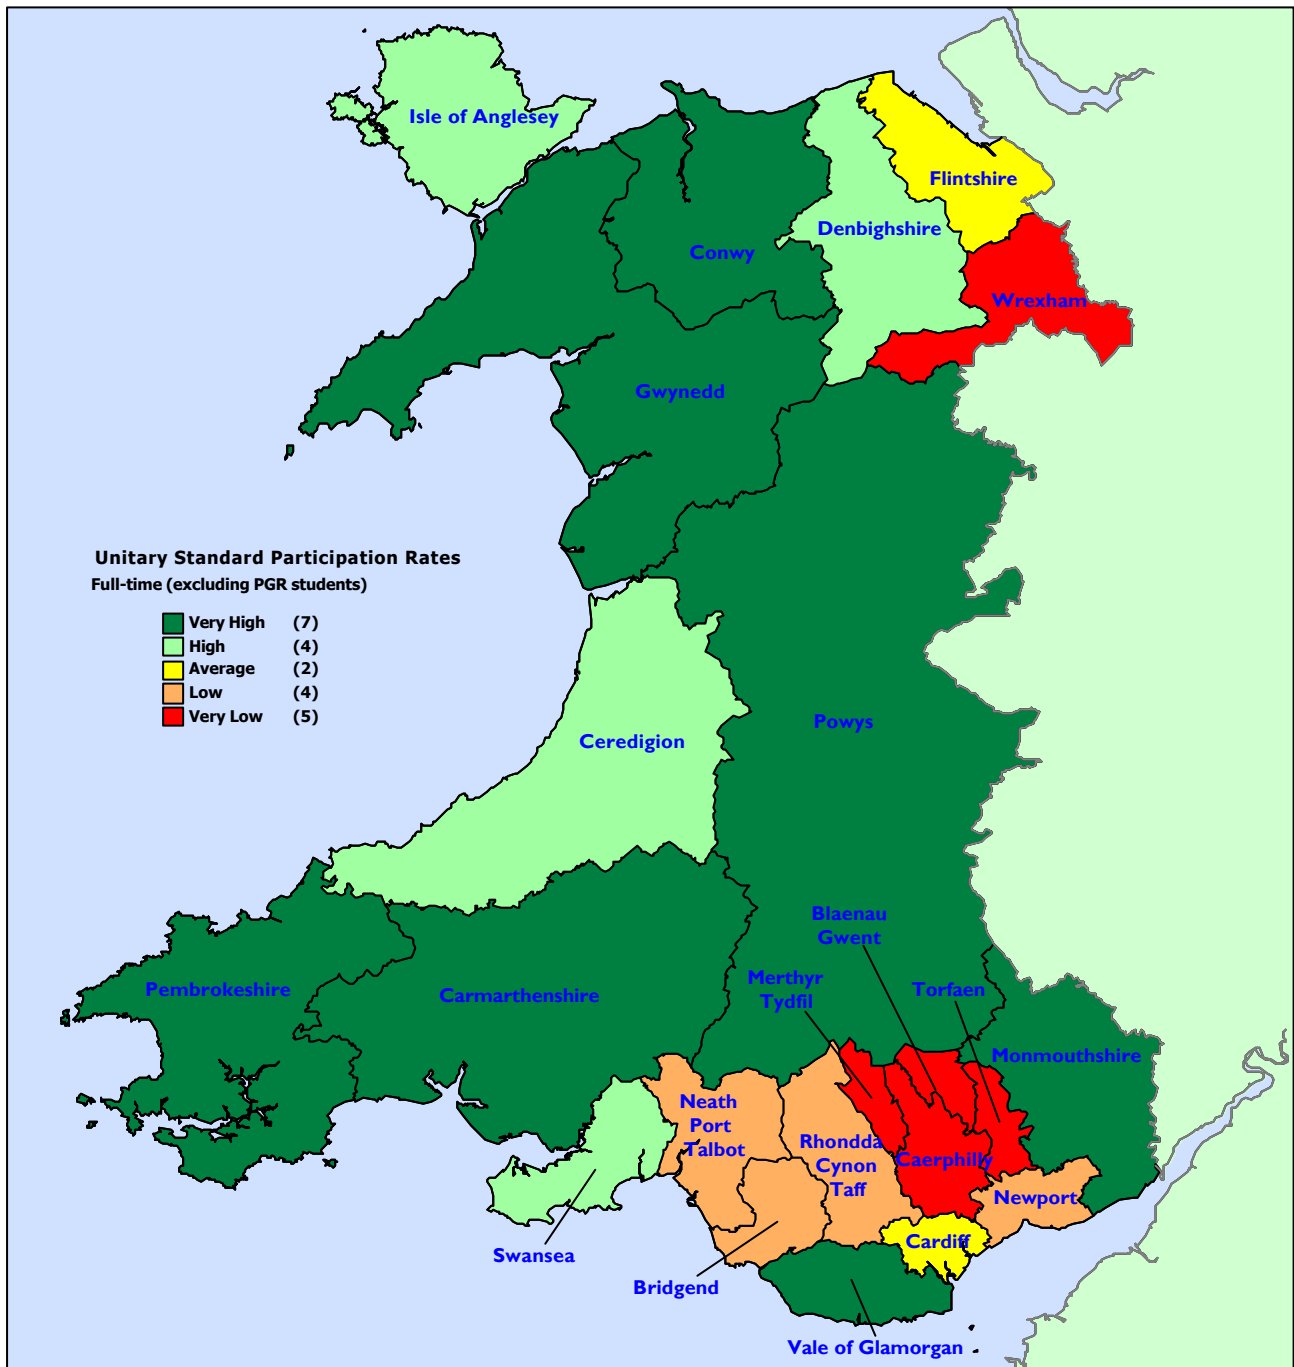 Isle of Anglesey
Flintshire
Denbighshire
Conwy
Wrexham
Gwynedd
Unitary Standard Participation Rates
Full-time (excluding PGR students)
Very High (7)
High (4)
Average (2)
Low (4)
Very Low (5)
Powys
Ceredigion
Blaenau
Gwent
Merthyr
Tydfil
Torfaen
Pembrokeshire
Carmarthenshire
Monmouthshire
Neath
Port
Talbot
Rhondda
Cynon
Taff
Caerphilly
Newport
Cardiff
Swansea
Bridgend
Vale of Glamorgan